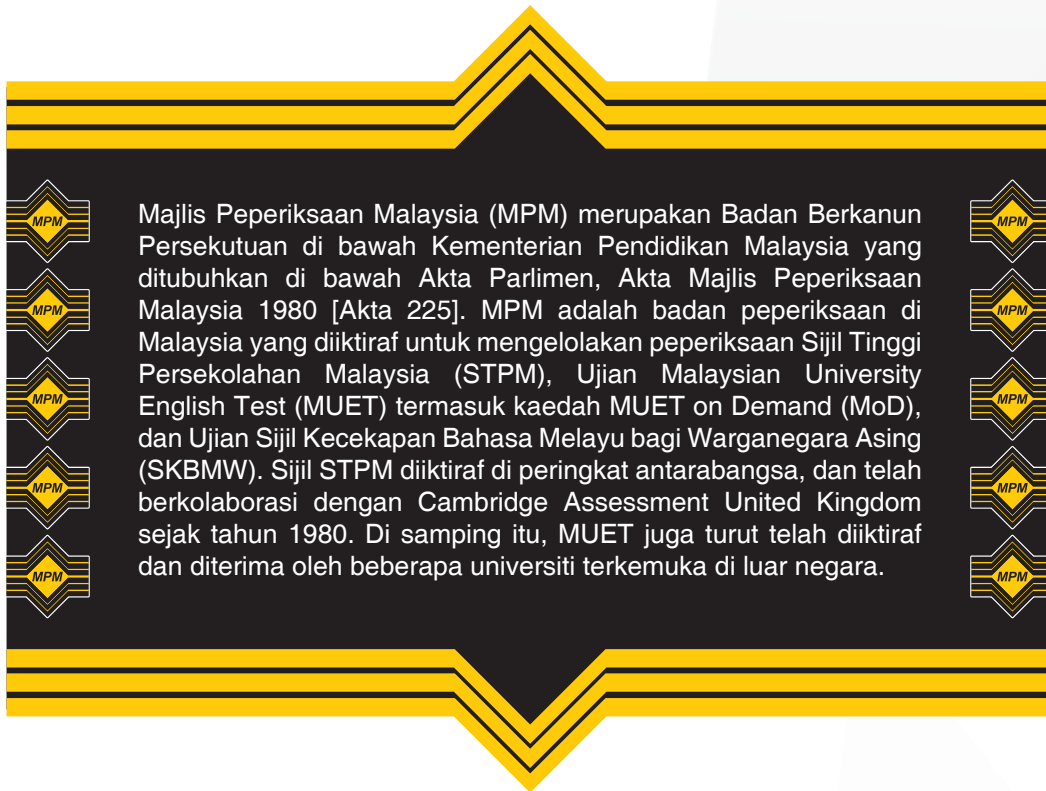 Majlis Peperiksaan Malaysia (MPM) merupakan Badan Berkanun
Persekutuan di bawah Kementerian Pendidikan Malaysia yang
ditubuhkan di bawah Akta Parlimen, Akta Majlis Peperiksaan
Malaysia 1980 [Akta 225]. MPM adalah badan peperiksaan di
Malaysia yang diiktiraf untuk mengelolakan peperiksaan Sijil Tinggi
Persekolahan Malaysia (STPM), Ujian Malaysian University
English Test (MUET) termasuk kaedah MUET on Demand (MoD),
dan Ujian Sijil Kecekapan Bahasa Melayu bagi Warganegara Asing
(SKBMW). Sijil STPM diiktiraf di peringkat antarabangsa, dan telah
berkolaborasi dengan Cambridge Assessment United Kingdom
sejak tahun 1980. Di samping itu, MUET juga turut telah diiktiraf
dan diterima oleh beberapa universiti terkemuka di luar negara.
MPM
MPM
MPM
MPM
MPM
MPM
MPM
MPM
MPM
MPM